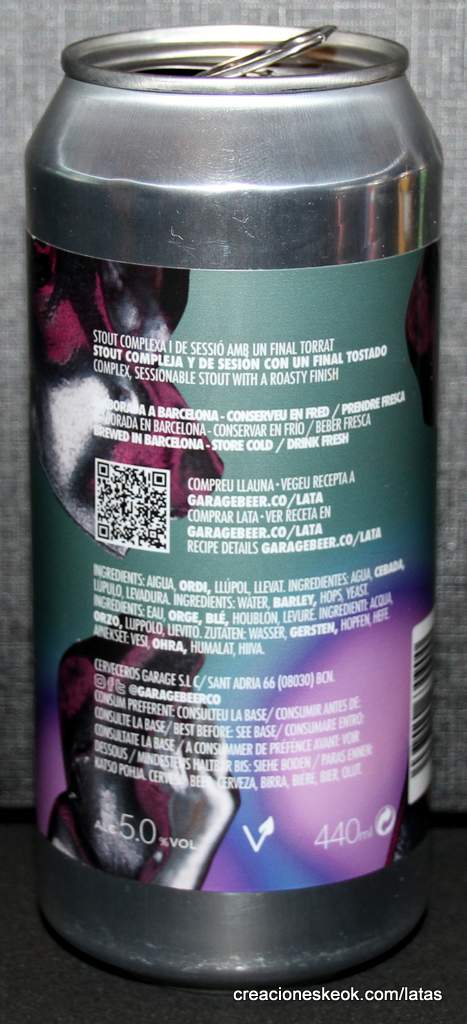 STOUT COMPLEXA I DE SESSIÓ AMB UN FINAL TORRAT
STOUT COMPLEJA Y DE SESIÓN CON UN FINAL TOSTADO
COMPLEX, SESSIONABLE STOUT WITH A ROASTY FINISH
ELABORADA A BARCELONA - CONSERVEU EN FRED / PRENDRE FRESCA
ELABORADA EN BARCELONA - CONSERVAR EN FRIO / BEBER FRESCA
BREWED IN BARCELONA - STORE COLD / DRINK FRESH
COMPREU LLAUNA • VEGEU RECEPTA A
GARAGEBEER.CO/LATA
COMPRAR LATA • VER RECETA EN
GARAGEBEER.CO/LATA
RECIPE DETAILS GARAGEBEER.CO/LATA
INGREDIENTS: AIGUA, ORDI, LLÚPOL, LLEVAT. INGREDIENTES: AGUA, CEBADA,
LÚPULO, LEVADURA. INGREDIENTS: WATER, BARLEY, HOPS, YEAST.
INGREDIENTS: EAU, ORGE, BLÉ, HOUBLON, LEVURE. INGREDIENTI: ACQUA,
ORZO, LUPPOLO, LIEVITO. ZUTATEN: WASSER, GERSTEN, HOPFEN, HEFE.
AINEKSET: VESI, OHRA, HUMALAT, HIIVA.
CERVECEROS GARAGE S.L C/ SANT ADRIA 66 (08030) BCN.
@GARAGEBEERCO
CONSUM PREFERENT: CONSULTEU LA BASE/ CONSUMIR ANTES DE:
CONSULTE LA BASE/ BEST BEFORE: SEE BASE/ CONSUMARE ENTRO:
CONSULTATE LA BASE / A CONSUMMER DE PRÉFENCE AVANT: VOIR
DESSOUS / MINDESTENS HALTBAR BIS: SIEHE BODEN / PARAS ENNEN:
KATSO POHJA. CERVESA, BEER, CERVEZA, BIRRA, BIÈRE, BIER, OLUT.
ALC 5.0 % VOL
V
440ml
creacioneskeok.com/latas